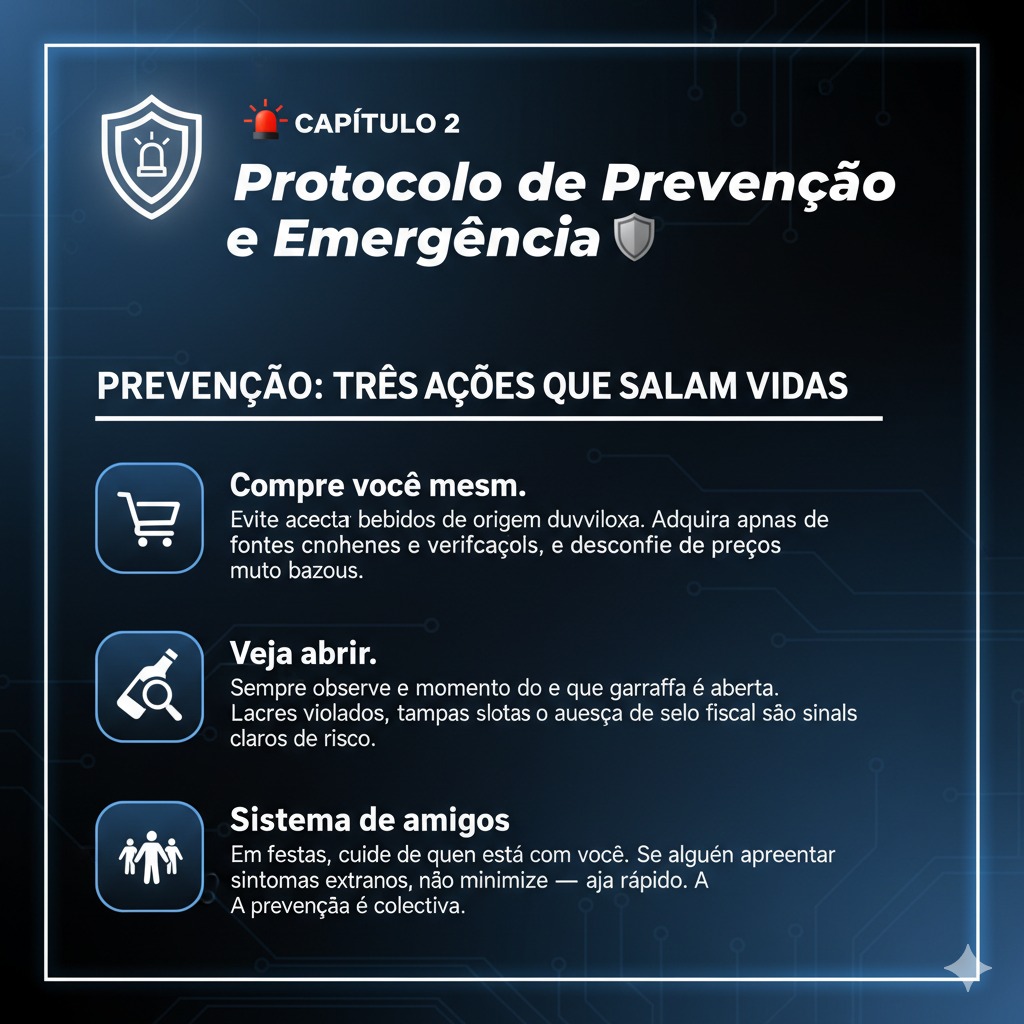 CAPÍTULO 2
Protocolo de Prevenção
e Emergência
PREVENÇÃO: TRÊS AÇÕES QUE SALAM VIDAS
Compre você mesm.
Evite acecta bebidos de origem duvviloxa. Adquira apnas de
fontes cnohenes e verifcaçols, e desconfie de preços
muto bazous.
Veja abrir.
Sempre observe e momento do e que garraffa é aberta.
Lacres violados, tampas slotas o auesça de selo fiscal são sinals
claros de risco.
Sistema de amigos
Em festas, cuide de quen está com você. Se alguén apreentar
sintomas extranos, não minimize — aja rápido. A
A prevenção é colectiva.